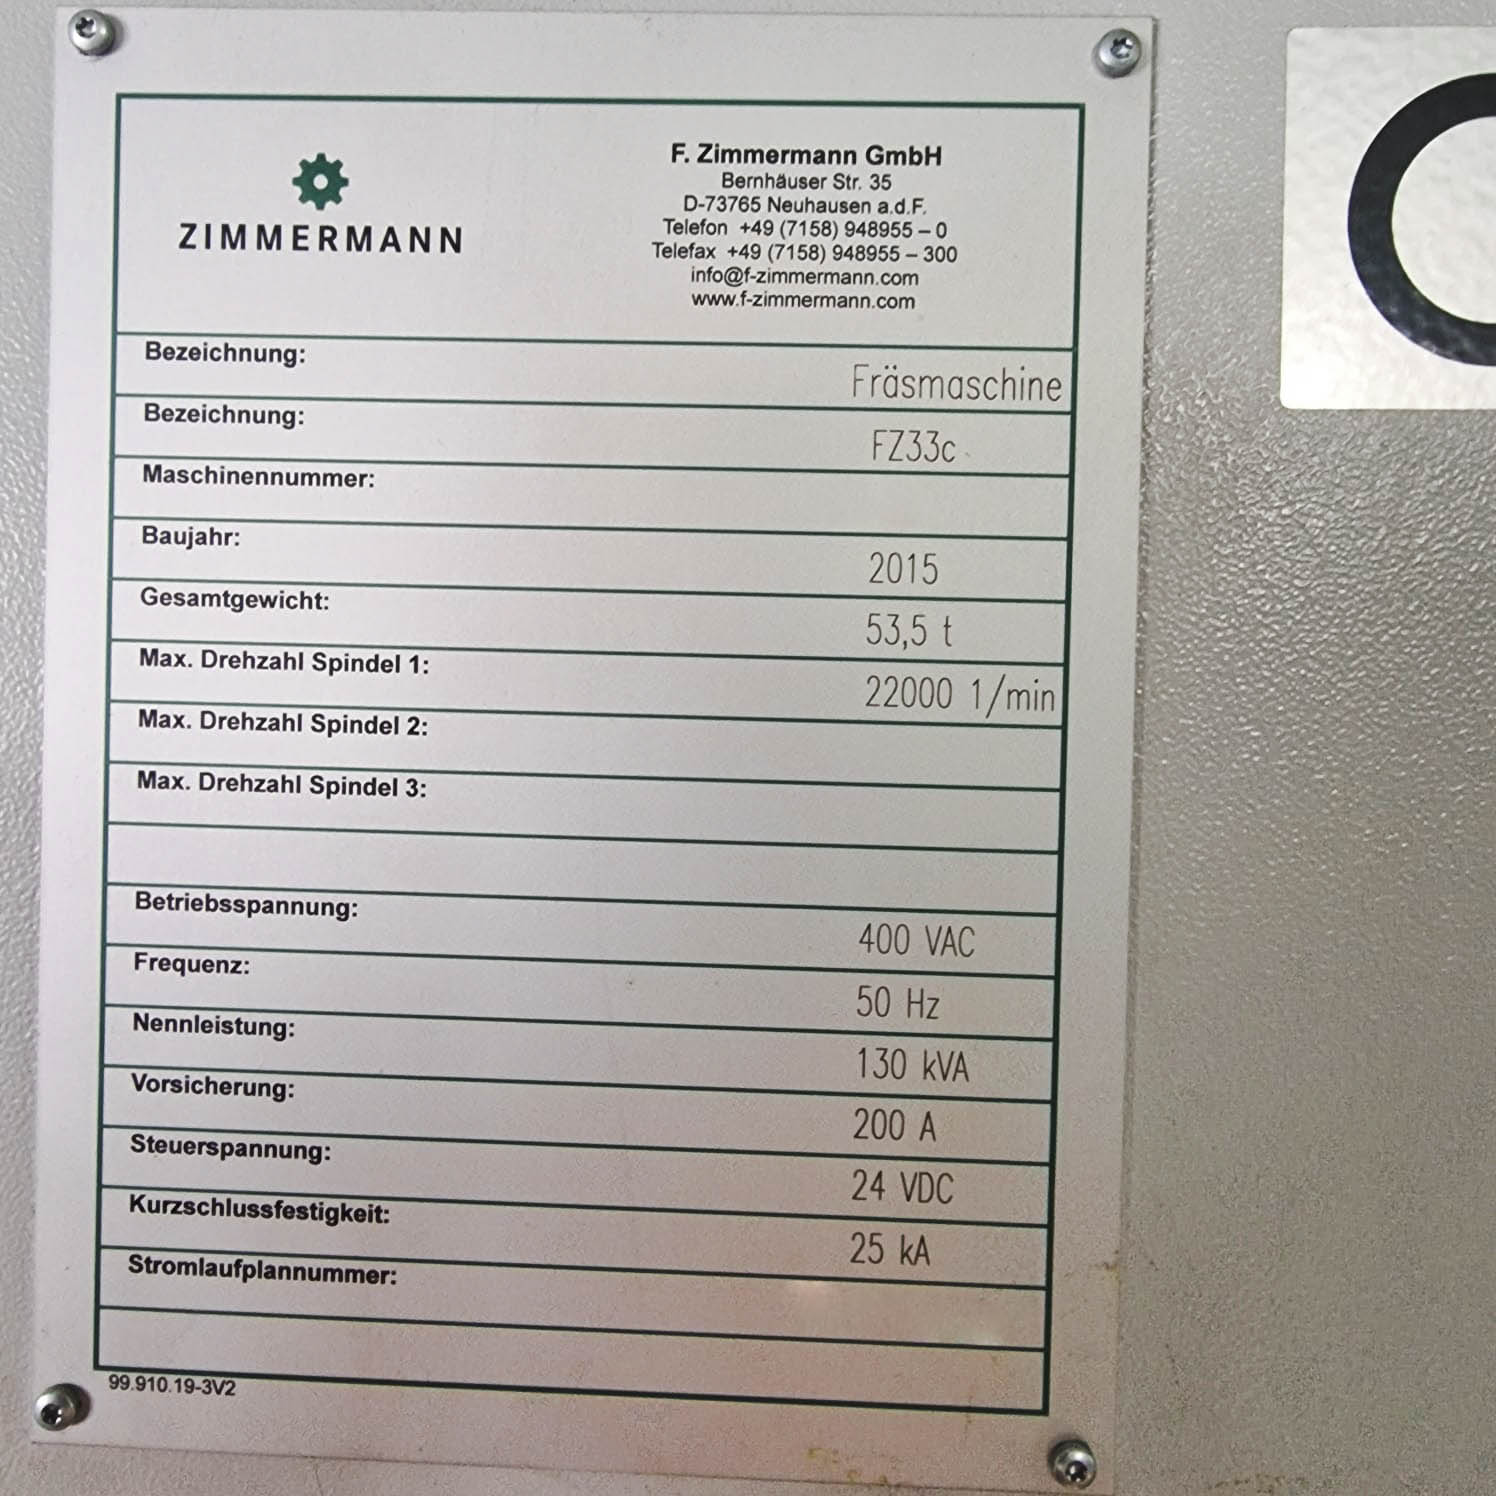 ZIMMERMANN
F. Zimmermann GmbH
Bernhäuser Str. 35
D-73765 Neuhausen a.d.F.
Telefon +49 (7158) 948955 – 0
Telefax +49 (7158) 948955 – 300
info@f-zimmermann.com
www.f-zimmermann.com
Bezeichnung: Fräsmaschine
Bezeichnung: FZ33c
Maschinennummer:
Baujahr: 2015
Gesamtgewicht: 53,5 t
Max. Drehzahl Spindel 1: 22000 1/min
Max. Drehzahl Spindel 2:
Max. Drehzahl Spindel 3:
Betriebsspannung: 400 VAC
Frequenz: 50 Hz
Nennleistung: 130 kVA
Vorsicherung: 200 A
Steuerspannung: 24 VDC
Kurzschlussfestigkeit: 25 kA
Stromlaufplannummer:
99.910.19-3V2